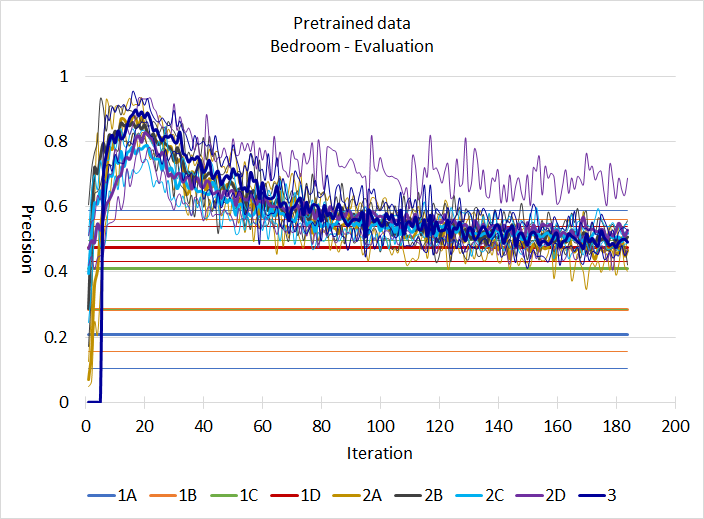 Pretrained data
Bedroom - Evaluation
1
0.8
0.6
0.4
0.2
0
Precision
0 20 40 60 80 100 120 140 160 180 200
Iteration
1A 1B 1C 1D 2A 2B 2C 2D 3